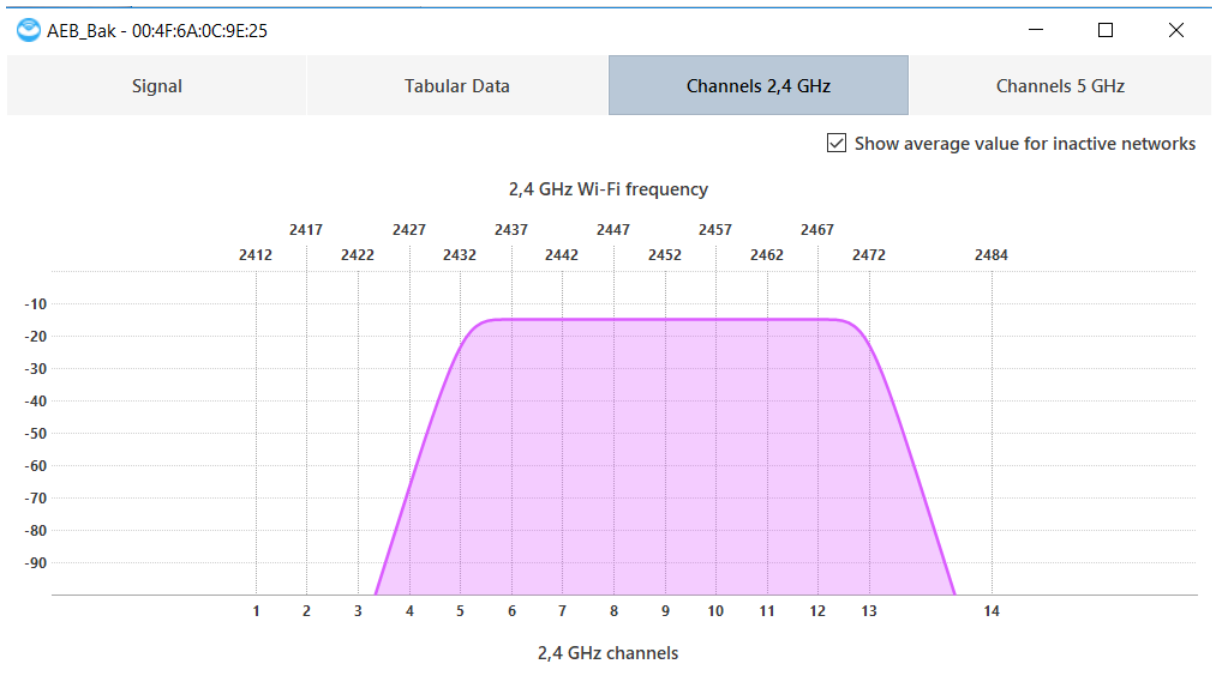 AEB_Bak - 00:4F:6A:0C:9E:25
Signal Tabular Data Channels 2,4 GHz Channels 5 GHz
Show average value for inactive networks
2,4 GHz Wi-Fi frequency
2417 2427 2437 2447 2457 2467
2412 2422 2432 2442 2452 2462 2472 2484
-10
-20
-30
-40
-50
-60
-70
-80
-90
1 2 3 4 5 6 7 8 9 10 11 12 13 14
2,4 GHz channels